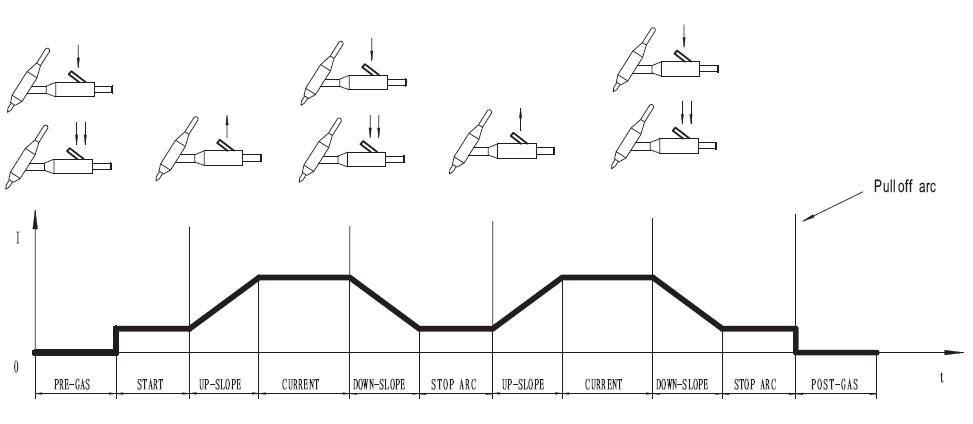 Pull off arc
I
0
t
PRE-GAS START UP-SLOPE CURRENT DOWN-SLOPE STOP ARC UP-SLOPE CURRENT DOWN-SLOPE STOP ARC POST-GAS